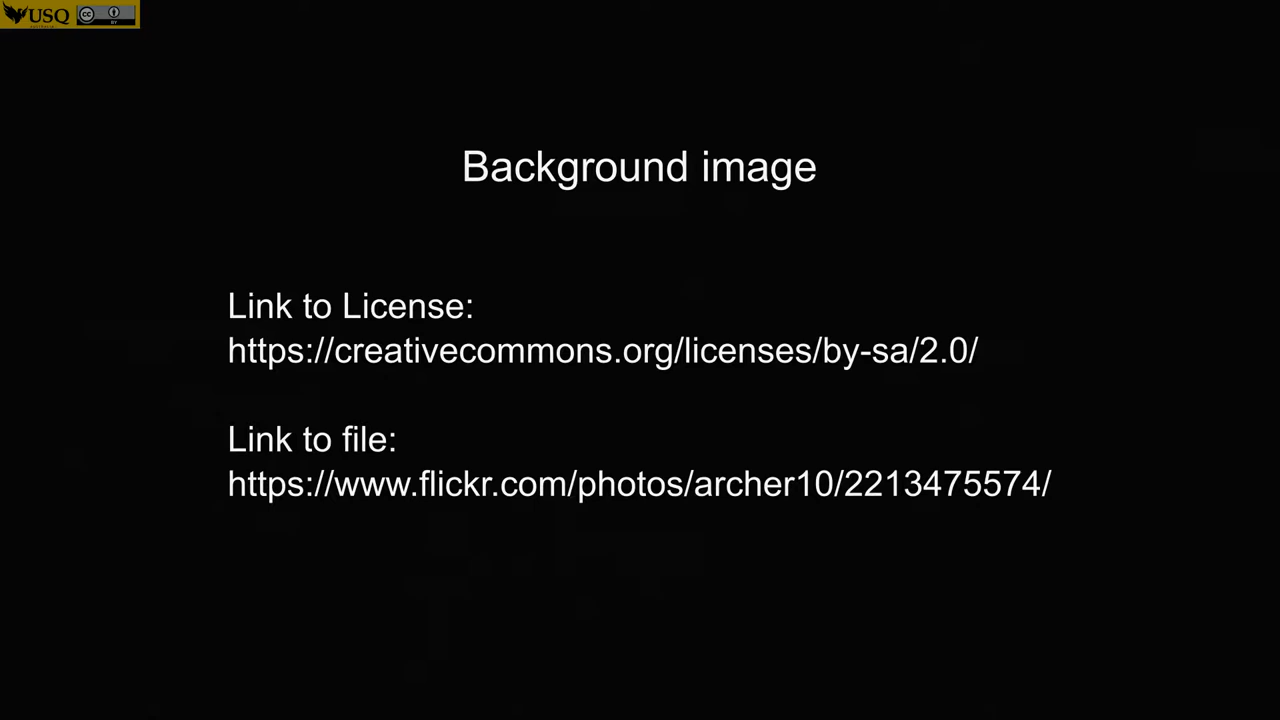 USQ
BY
Background image
Link to License:
https://creativecommons.org/licenses/by-sa/2.0/
Link to file:
https://www.flickr.com/photos/archer10/2213475574/